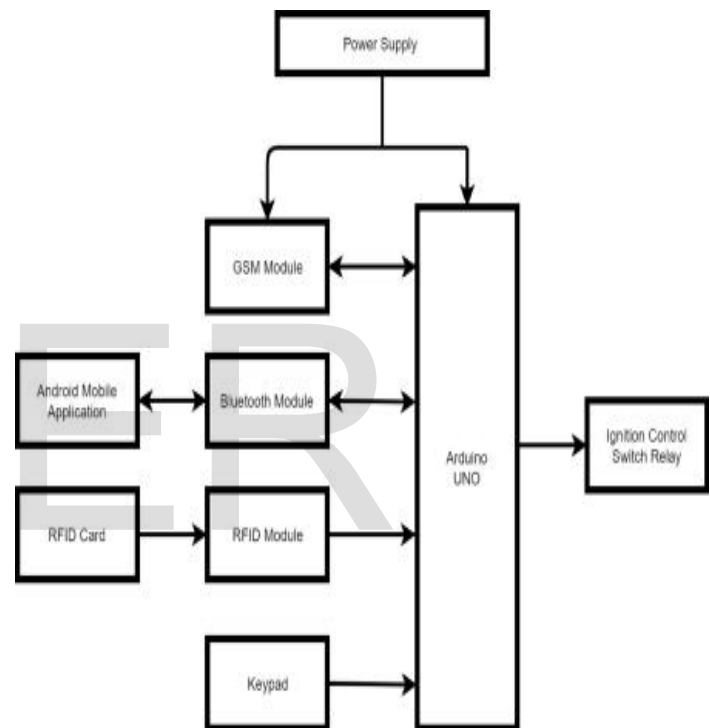 Power Supply
GSM Module
Android Mobile
Application
Bluetooth Module
Arduino
UNO
Ignition Control
Switch Relay
RFID Card
RFID Module
Keypad
ER